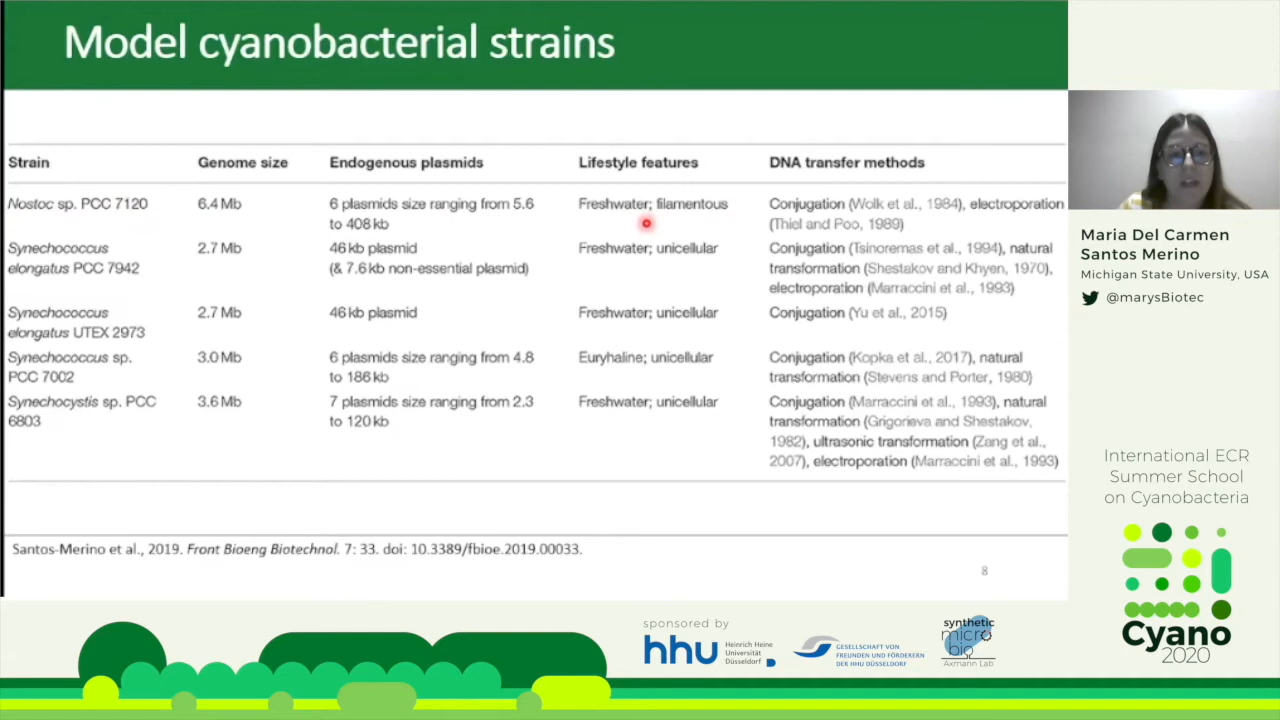 Model cyanobacterial strains
Strain Genome size Endogenous plasmids Lifestyle features DNA transfer methods
Nostoc sp. PCC 7120 6.4 Mb 6 plasmids size ranging from 5.6 Freshwater; filamentous Conjugation (Wolk et al., 1984), electroporation
to 408 kb (Thiel and Poo, 1989)
Synechococcus 2.7 Mb 46 kb plasmid Freshwater; unicellular Conjugation (Tsinoremas et al., 1994), natural
elongatus PCC 7942 (& 7.6 kb non-essential plasmid) transformation (Shestakov and Khyen, 1970),
electroporation (Marraccini et al., 1993)
Synechococcus 2.7 Mb 46 kb plasmid Freshwater; unicellular Conjugation (Yu et al., 2015)
elongatus UTEX 2973
Synechococcus sp. 3.0 Mb 6 plasmids size ranging from 4.8 Euryhaline; unicellular Conjugation (Kopka et al., 2017), natural
PCC 7002 to 186 kb transformation (Stevens and Porter, 1980)
Synechocystis sp. PCC 3.6 Mb 7 plasmids size ranging from 2.3 Freshwater; unicellular Conjugation (Marraccini et al., 1993), natural
6803 to 120 kb transformation (Grigorieva and Shestakov,
1982), ultrasonic transformation (Zang et al.,
2007), electroporation (Marraccini et al., 1993)
Santos-Merino et al., 2019. Front Bioeng Biotechnol. 7: 33. doi: 10.3389/fbioe.2019.00033.
8
Maria Del Carmen
Santos Merino
Michigan State University, USA
@marysBiotec
International ECR
Summer School
on Cyanobacteria
Cyano
2020
sponsored by
hhu Heinrich Heine
Universität
Düsseldorf
GESELLSCHAFT VON
FREUNDEN UND FÖRDERERN
DER HHU DÜSSELDORF
synthetic
micro
bio
Axmann Lab